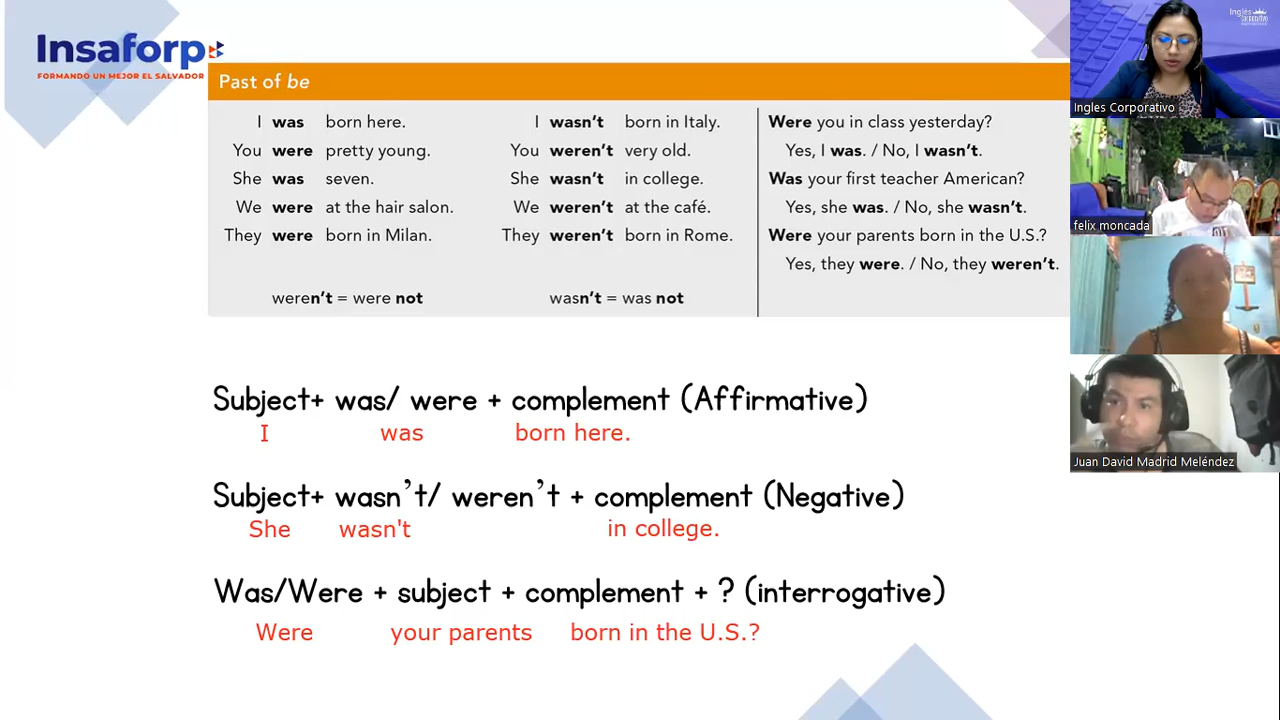 Insaforp
FORMANDO UN MEJOR EL SALVADOR
Past of be
I was born here.
You were pretty young.
She was seven.
We were at the hair salon.
They were born in Milan.
weren't = were not
I wasn't born in Italy.
You weren't very old.
She wasn't in college.
We weren't at the café.
They weren't born in Rome.
wasn't = was not
Were you in class yesterday?
Yes, I was. / No, I wasn't.
Was your first teacher American?
Yes, she was. / No, she wasn't.
Were your parents born in the U.S.?
Yes, they were. / No, they weren't.
Subject+ was/ were + complement (Affirmative)
I was born here.
Subject+ wasn't/ weren't + complement (Negative)
She wasn't in college.
Was/Were + subject + complement + ? (interrogative)
Were your parents born in the U.S.?
Inglés
Ingles Corporativo
felix moncada
Juan David Madrid Meléndez